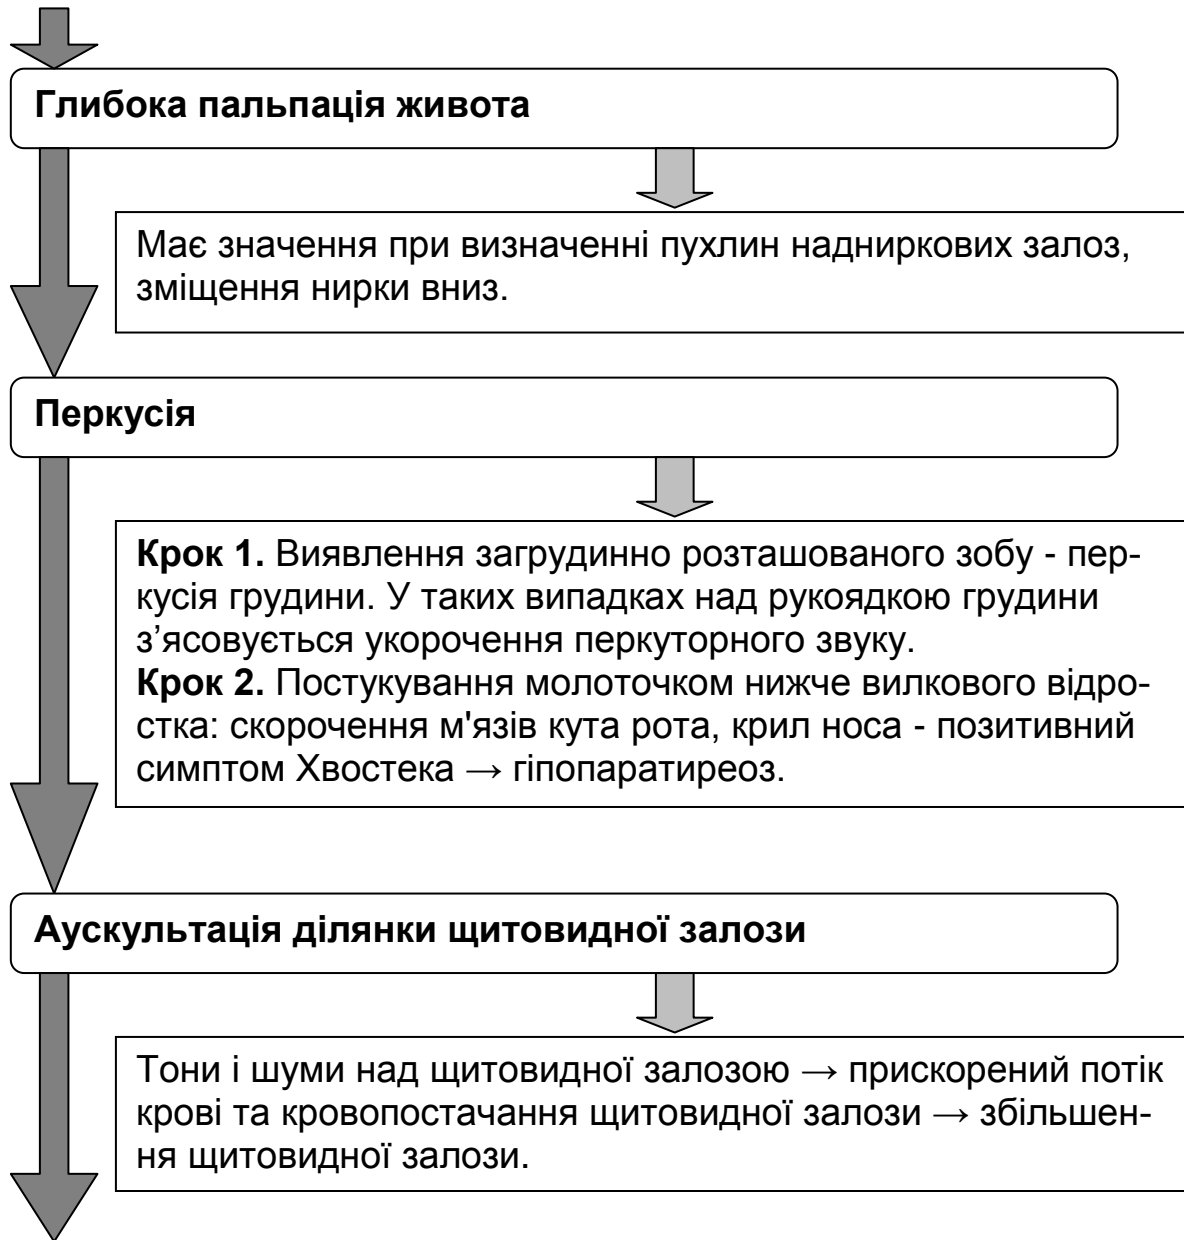 Глибока пальпація живота
Має значення при визначенні пухлин надниркових залоз,
зміщення нирки вниз.
Перкусія
Крок 1. Виявлення загрудинно розташованого зобу - пер-
кусія грудини. У таких випадках над рукояткою грудини
з’ясовується укорочення перкуторного звуку.
Крок 2. Постукування молоточком нижче вилкового відро-
стка: скорочення м'язів кута рота, крил носа - позитивний
симптом Хвостека → гіпопаратиреоз.
Аускультація ділянки щитовидної залози
Тони і шуми над щитовидної залозою → прискорений потік
крові та кровопостачання щитовидної залози → збільшен-
ня щитовидної залози.